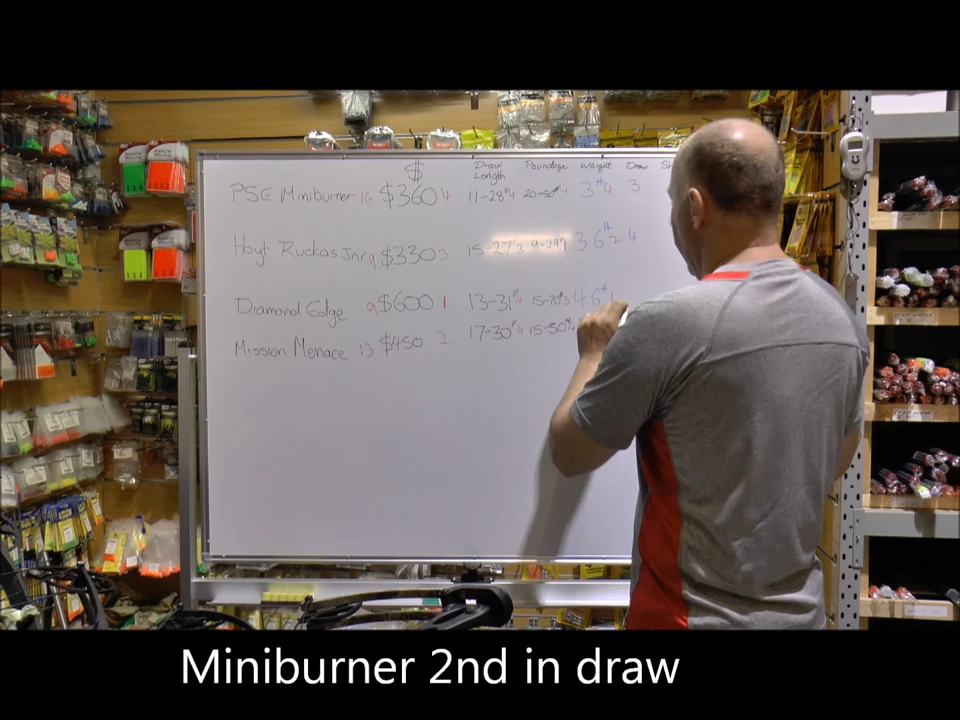 $ Draw Length Poundage Weight Draw
PSE Miniburner 16 $360 4 11-28" 4 20-50# 4 3# 4 3
Hoyt Ruckas Jnr 9 $330 3 15-27" 3 9-29# 3.6# 2 4
Diamond Edge 9 $600 1 13-31" 4 15-70# 3 4.6#
Mission Menace 13 $450 2 17-30" 4 15-50#
Miniburner 2nd in draw